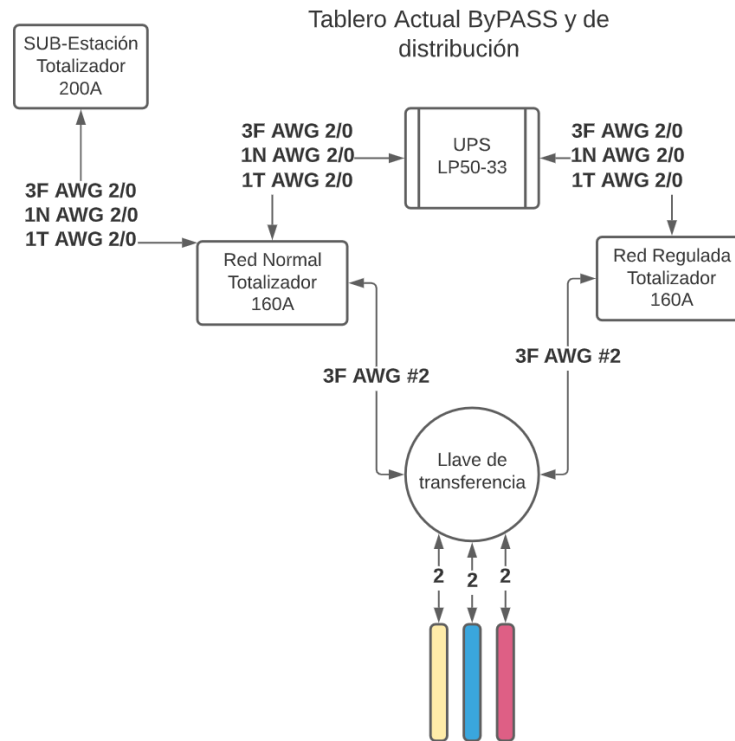 Tablero Actual ByPASS y de
distribución
SUB-Estación
Totalizador
200A
3F AWG 2/0
1N AWG 2/0
1T AWG 2/0
UPS
LP50-33
3F AWG 2/0
1N AWG 2/0
1T AWG 2/0
3F AWG 2/0
1N AWG 2/0
1T AWG 2/0
Red Normal
Totalizador
160A
Red Regulada
Totalizador
160A
3F AWG #2
3F AWG #2
Llave de
transferencia
2
2
2